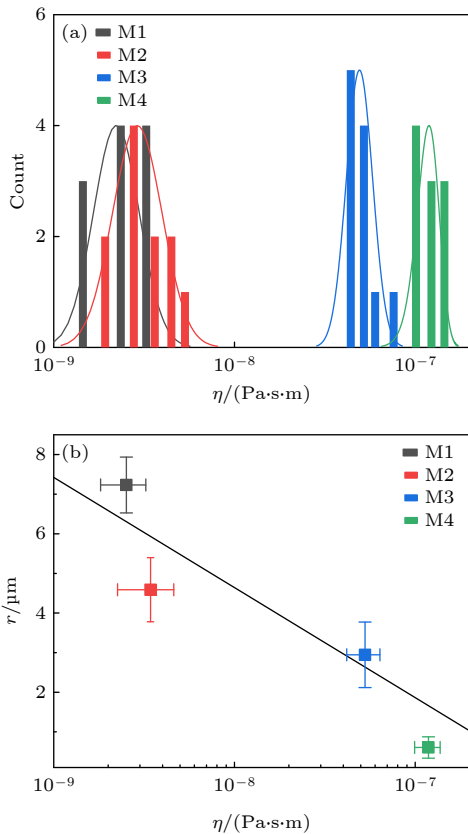 6
(a)
M1
M2
M3
M4
4
Count
2
0
10⁻⁹
10⁻⁸
10⁻⁷
η/(Pa·s·m)
(b)
M1
M2
M3
M4
8
6
r/μm
4
2
10⁻⁹
10⁻⁸
10⁻⁷
η/(Pa·s·m)